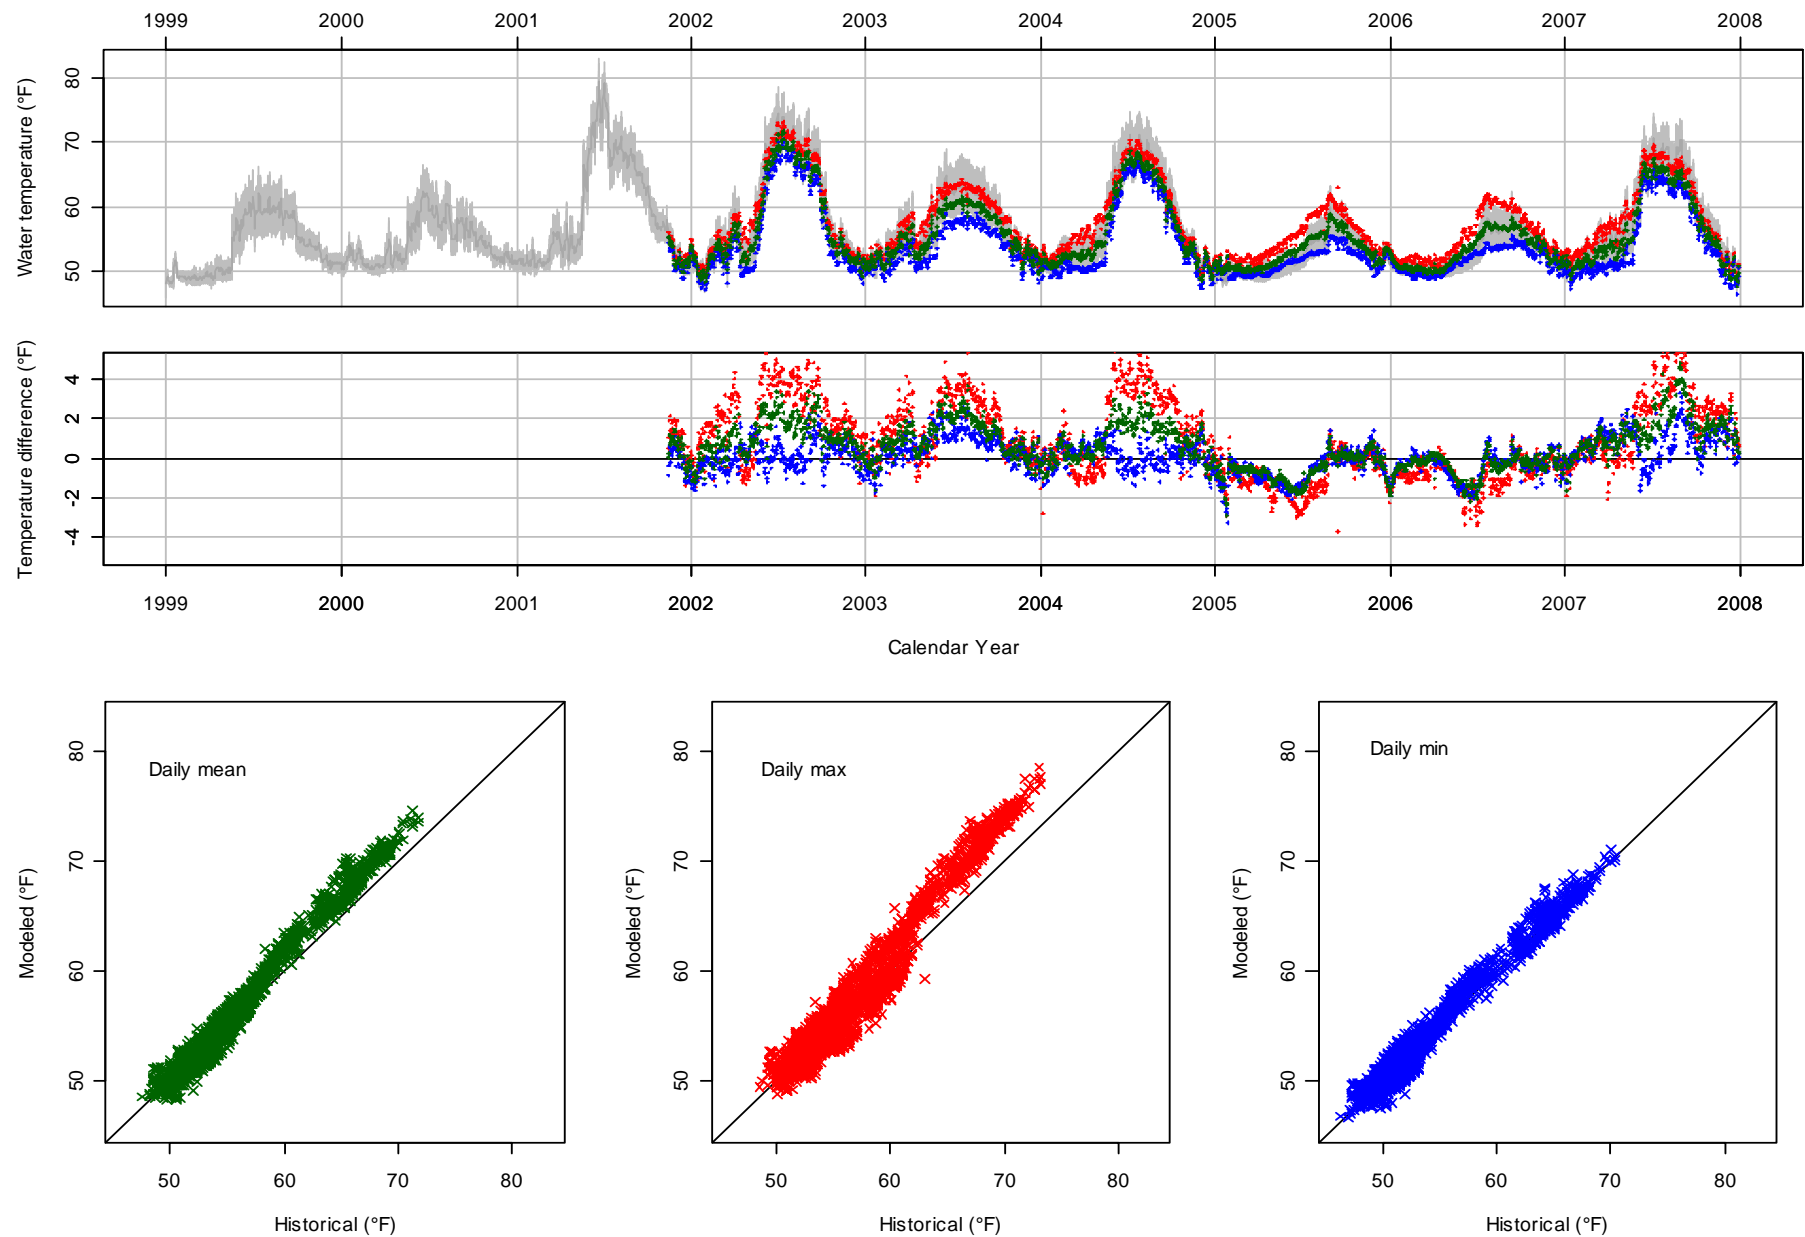 1999 2000 2001 2002 2003 2004 2005 2006 2007 2008
Water temperature (°F)
80
70
60
50
Temperature difference (°F)
4
2
0
-2
-4
1999 2000 2001 2002 2003 2004 2005 2006 2007 2008
Calendar Year
Daily mean
Modeled (°F)
80
70
60
50
50 60 70 80
Historical (°F)
Daily max
Modeled (°F)
80
70
60
50
50 60 70 80
Historical (°F)
Daily min
Modeled (°F)
80
70
60
50
50 60 70 80
Historical (°F)